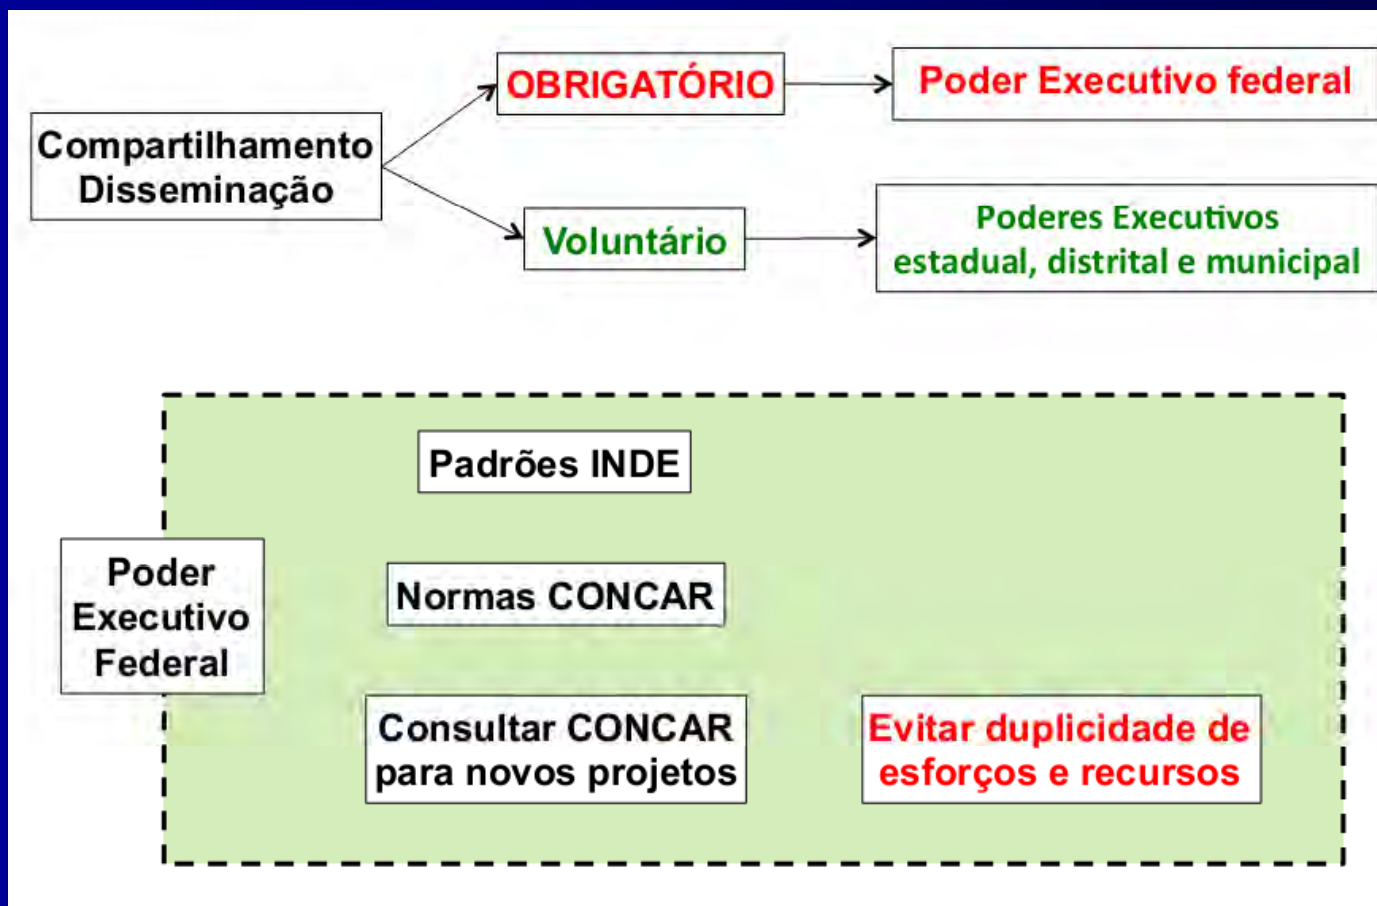 Compartilhamento
Disseminação
OBRIGATÓRIO
Poder Executivo federal
Voluntário
Poderes Executivos
estadual, distrital e municipal
Poder
Executivo
Federal
Padrões INDE
Normas CONCAR
Consultar CONCAR
para novos projetos
Evitar duplicidade de
esforços e recursos